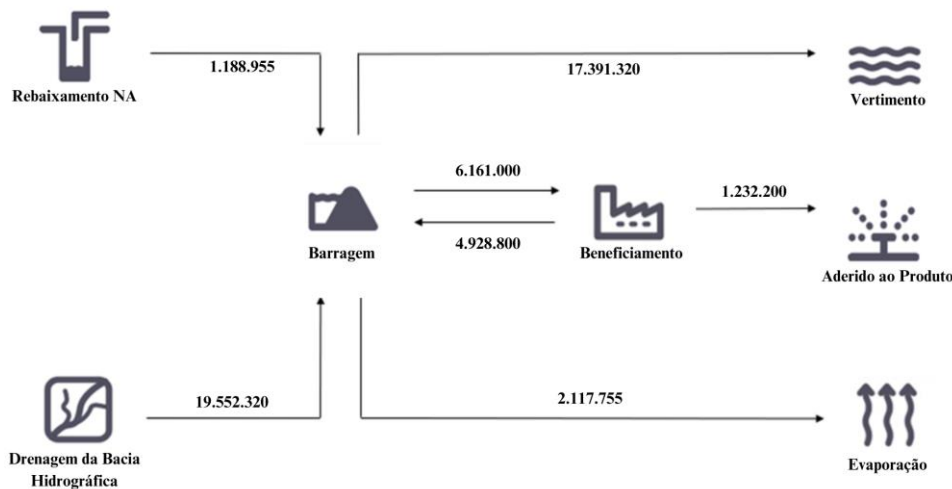 1.188.955
17.391.320
Rebaixamento NA
Vertimento
6.161.000
1.232.200
4.928.800
Barragem
Beneficiamento
Aderido ao Produto
19.552.320
2.117.755
Drenagem da Bacia
Hidrográfica
Evaporação